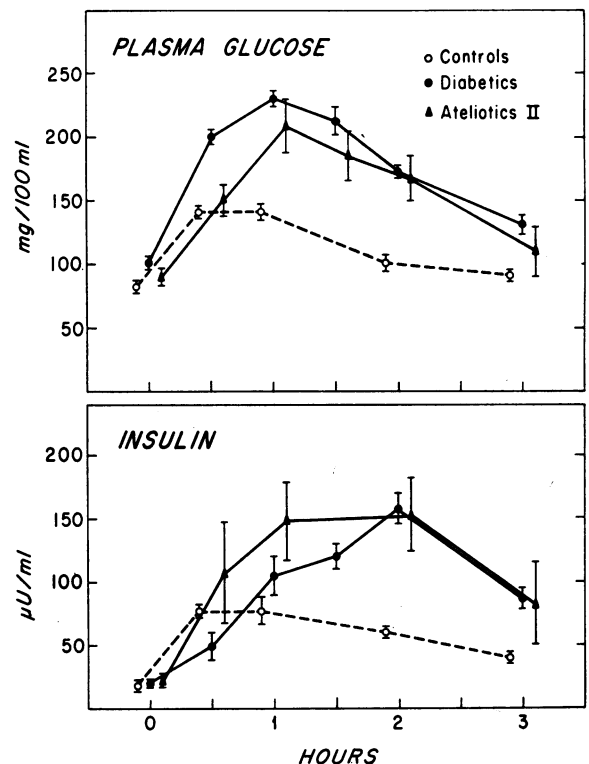 PLASMA GLUCOSE
Controls
Diabetics
Ateliotics II
250
200
150
100
50
mg/100 ml
INSULIN
200
150
100
50
µU/ml
0 1 2 3
HOURS